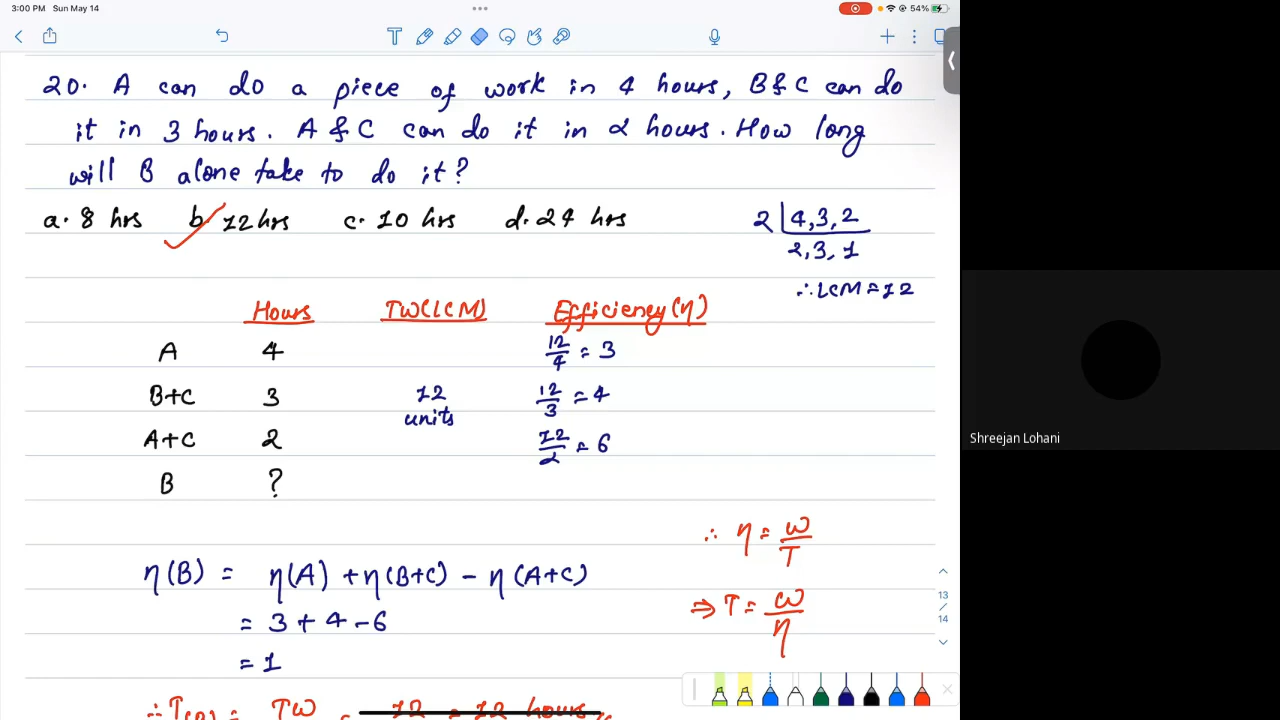 3:00 PM Sun May 14
54%
20. A can do a piece of work in 4 hours, B & C can do
it in 3 hours. A & C can do it in 2 hours. How long
will B alone take to do it?
a. 8 hrs b. 12 hrs c. 10 hrs d. 24 hrs
2 | 4, 3, 2
2, 3, 1
∴ LCM = 12
Hours TW(LCM) Efficiency(η)
A 4 12/4 = 3
B+C 3 12 units 12/3 = 4
A+C 2 12/2 = 6
B ?
∴ η = W/T
η(B) = η(A) + η(B+C) - η(A+C)
⇒ T = W/η
= 3 + 4 - 6
= 1
∴ T(B) = TW = 12 = 12 hours
13
/
14
Shreejan Lohani